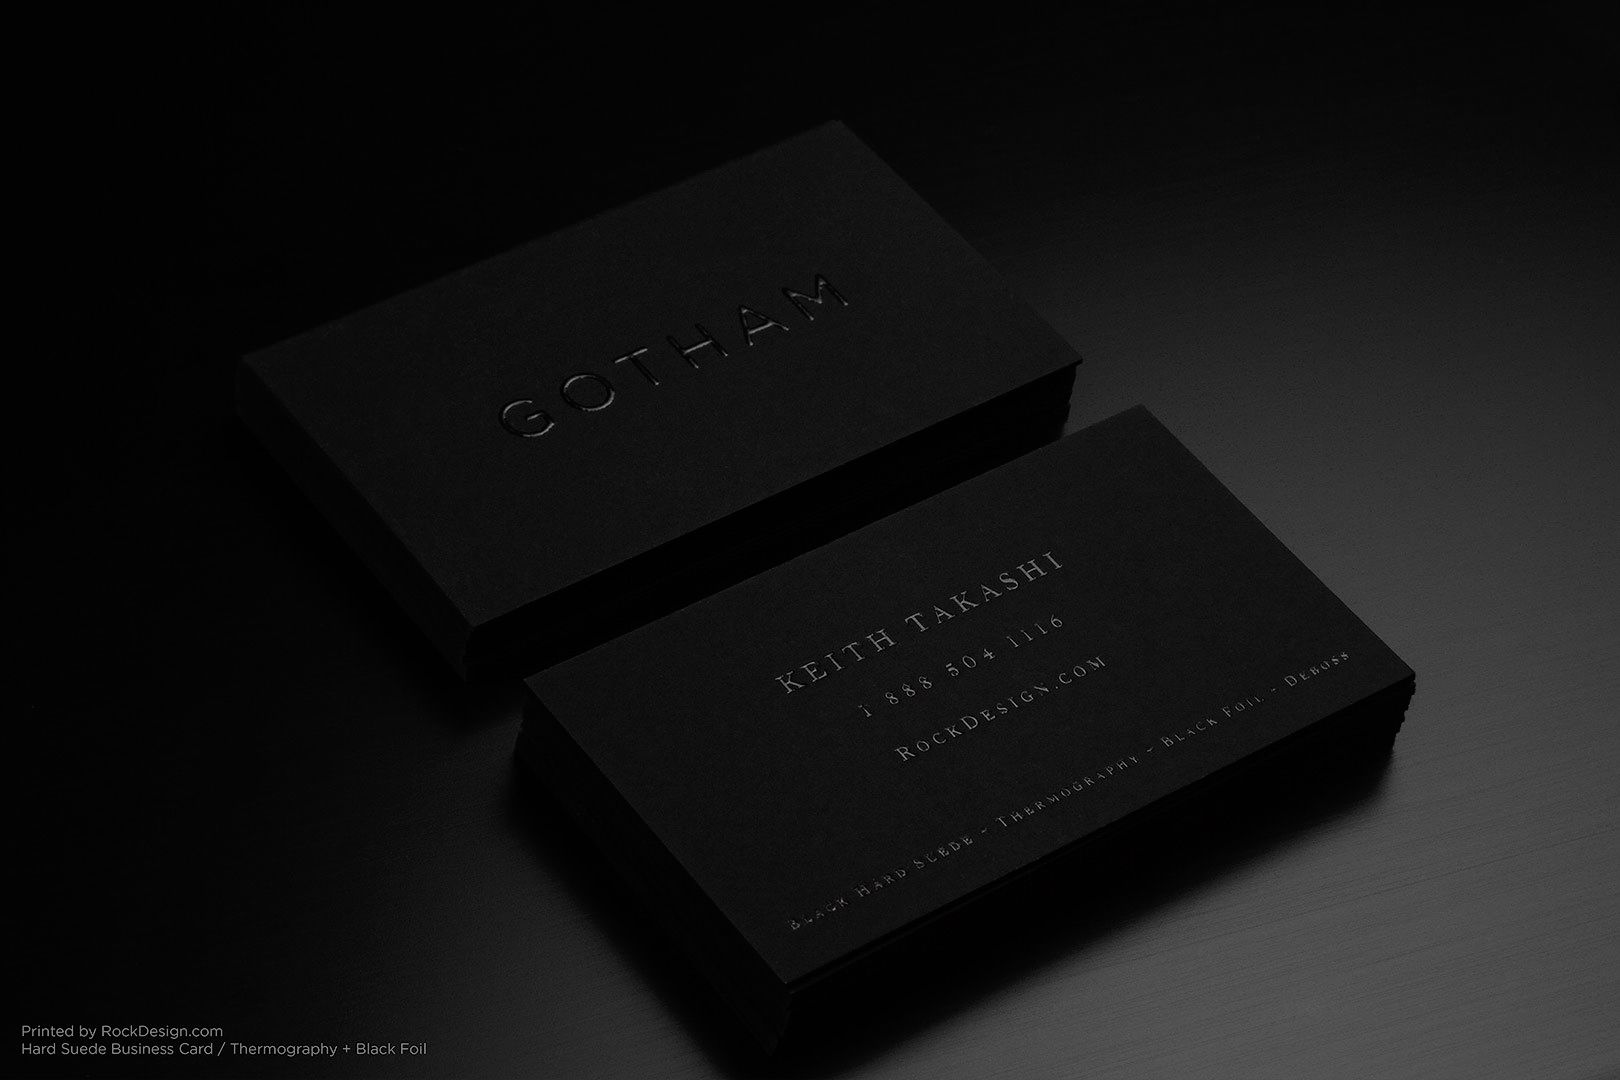 GOTHAM
KEITH TAKASHI
1 888 504 1116
ROCKDESIGN.COM
BLACK HARD SUEDE ~ THERMOGRAPHY ~ BLACK FOIL ~ DEBOSS
Printed by RockDesign.com
Hard Suede Business Card / Thermography + Black Foil